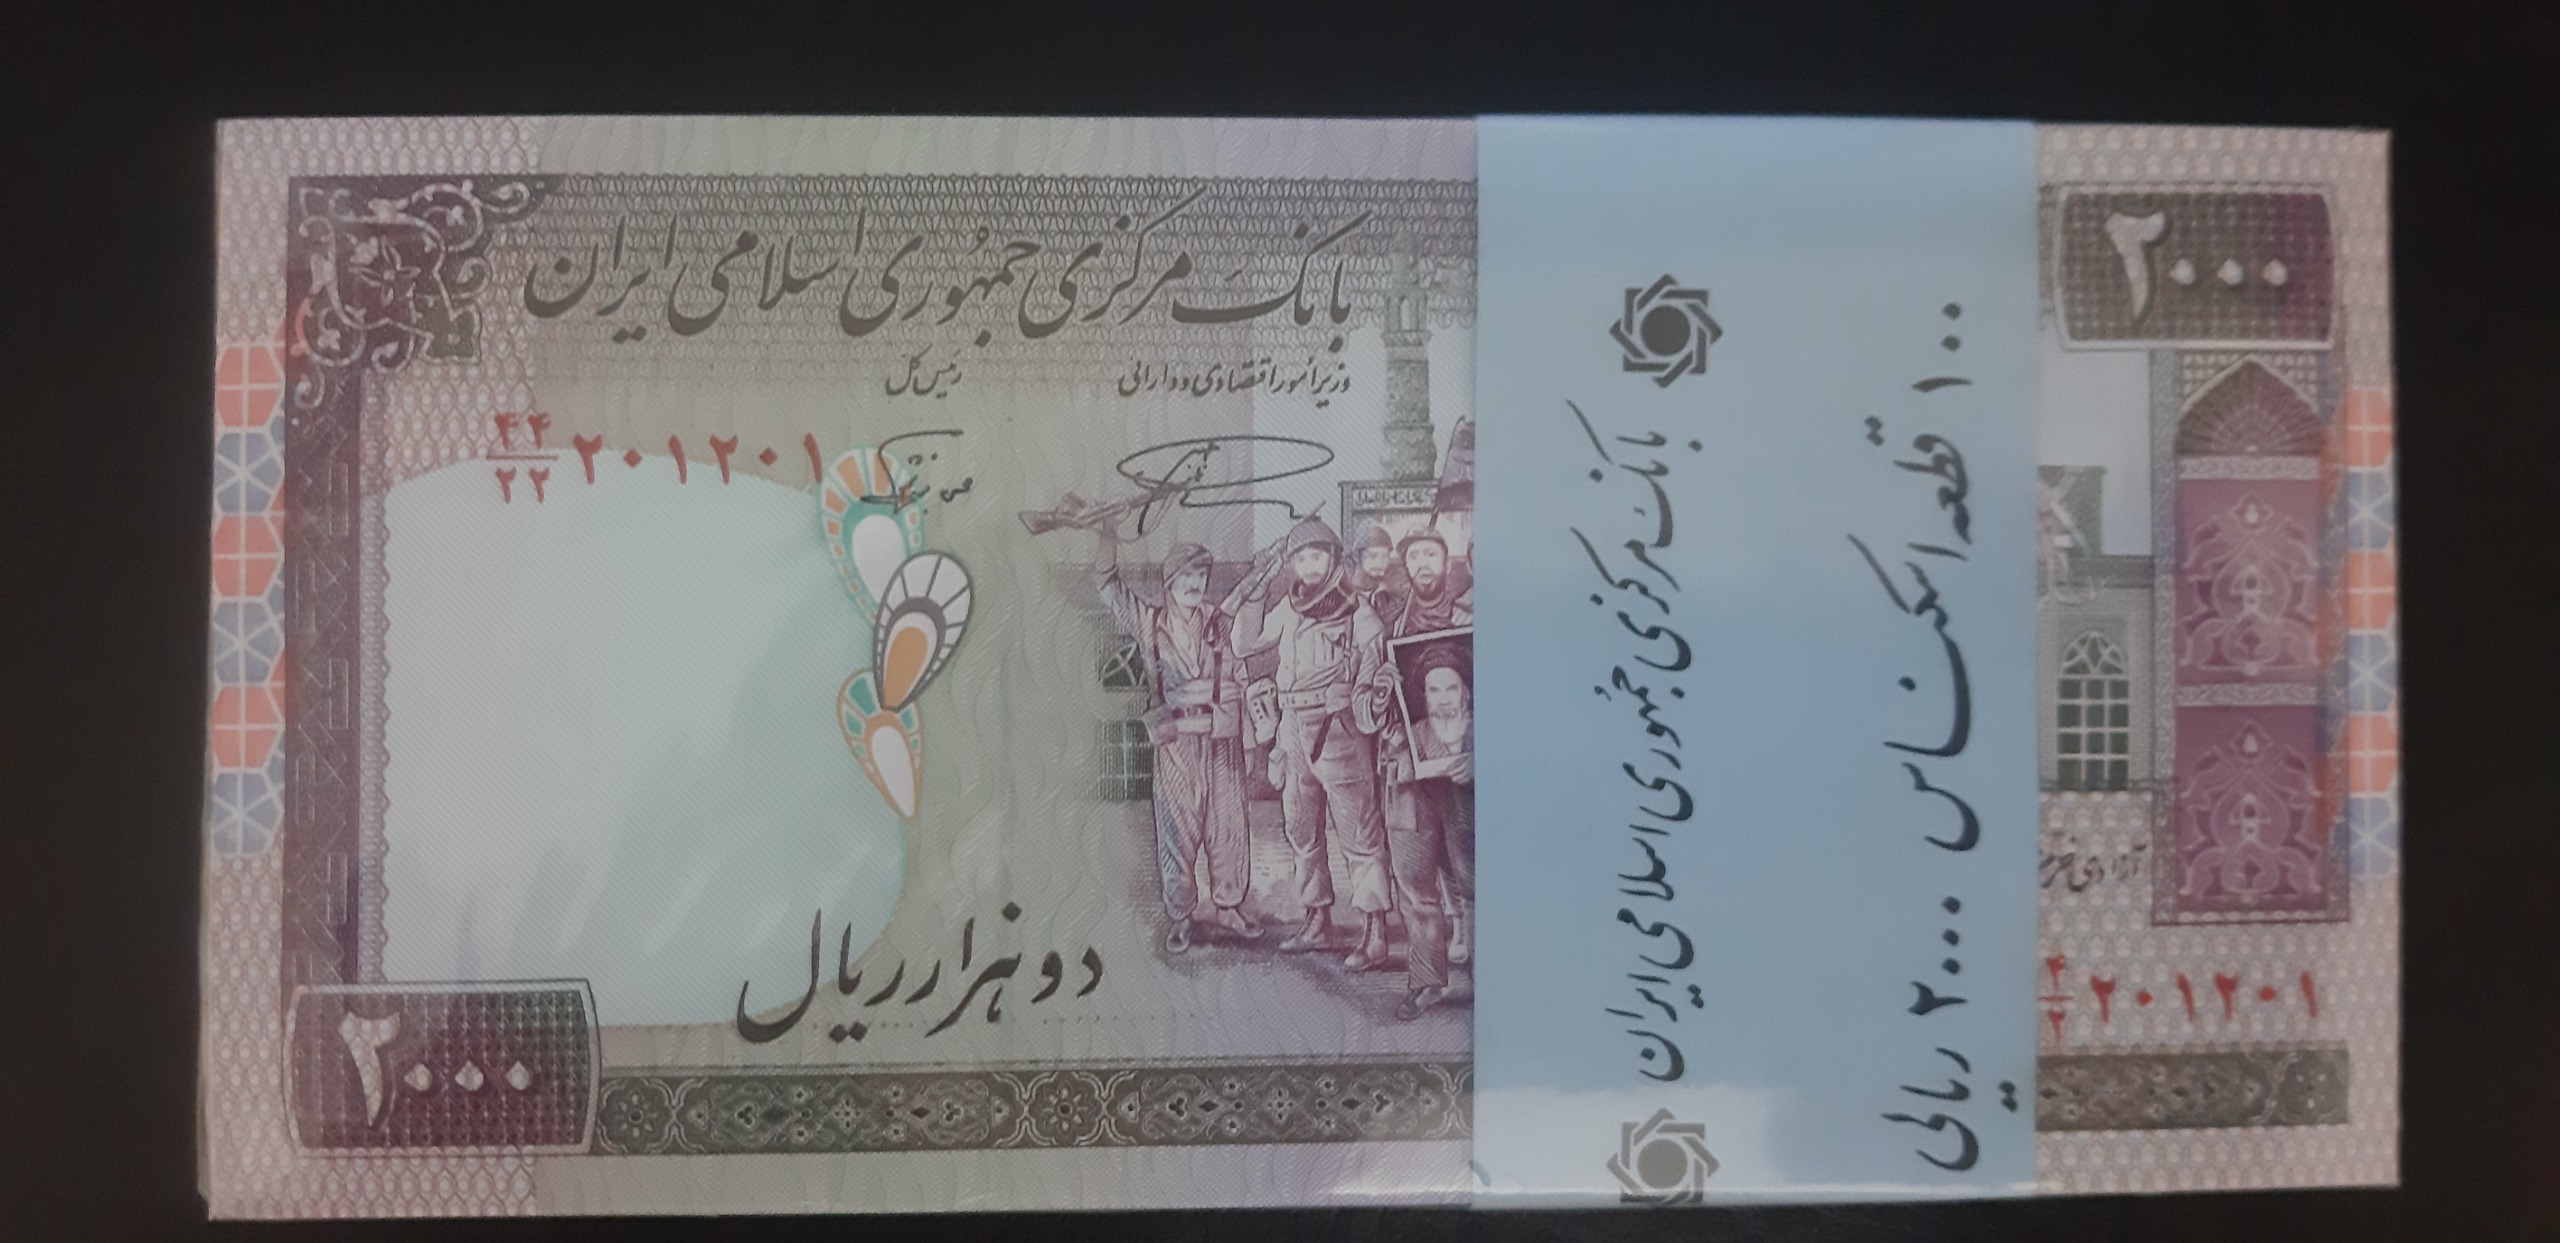 بانک مرکزی جمهوری اسلامی ایران
وزیر امور اقتصادی و دارائی
رئیس کل
۴۴/۲۲ ۲۰۱۲۰۱
دو هزار ریال
۲۰۰۰
۲۰۰۰
بانک مرکزی جمهوری اسلامی ایران
۱۰۰ قطعه اسکناس ۲۰۰۰ ریالی
آزادی
۲۰۱۲۰۱